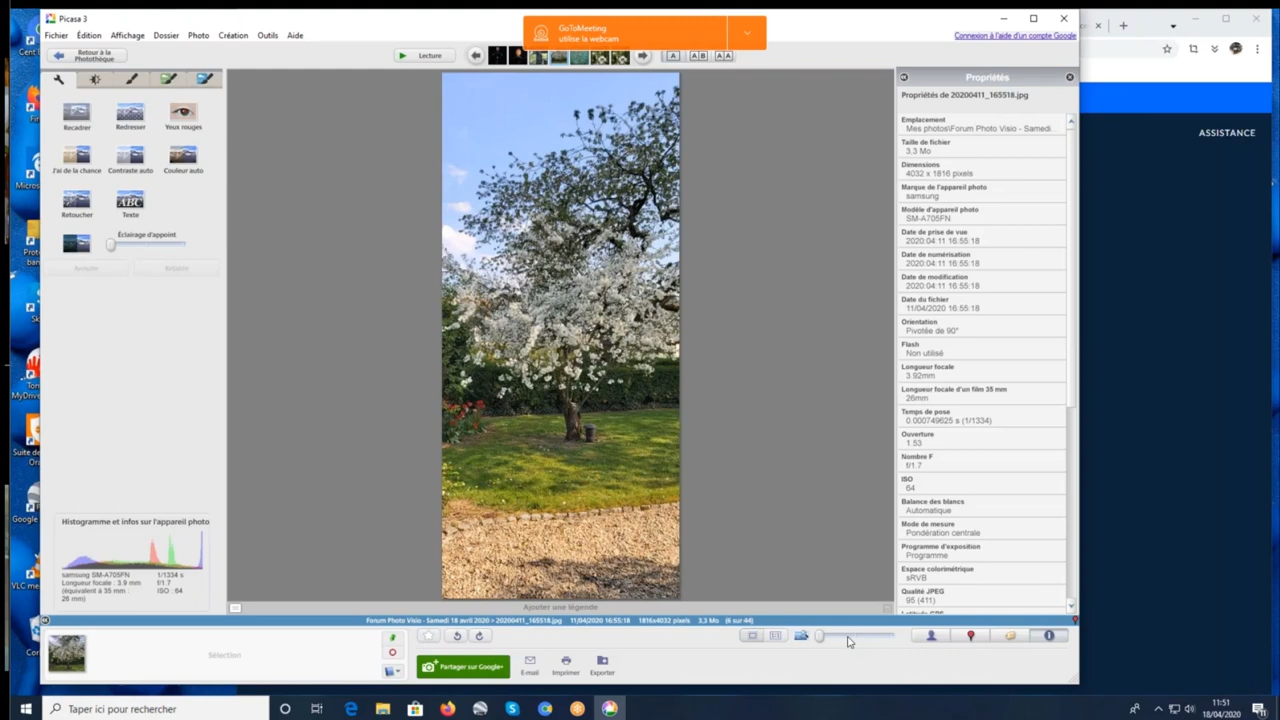 Picasa 3
Fichier Édition Affichage Dossier Photo Création Outils Aide
GoToMeeting
utilise la webcam
Connexion à l'aide d'un compte Google
Retour à la
Photothèque
Lecture
A AB AA
Recadrer Redresser Yeux rouges
J'ai de la chance Contraste auto Couleur auto
Retoucher Texte
ABC
Éclairage d'appoint
Rétablir
Histogramme et infos sur l'appareil photo
samsung SM-A705FN 1/1334 s
Longueur focale : 3.9 mm f/1.7
(équivalent à 35 mm : ISO : 64
26 mm)
Propriétés
Propriétés de 20200411_165518.jpg
Emplacement
Mes photos\Forum Photo Visio - Samedi...
Taille de fichier
3,3 Mo
Dimensions
4032 x 1816 pixels
Marque de l'appareil photo
samsung
Modèle d'appareil photo
SM-A705FN
Date de prise de vue
2020:04:11 16:55:18
Date de numérisation
2020:04:11 16:55:18
Date de modification
2020:04:11 16:55:18
Date du fichier
11/04/2020 16:55:18
Orientation
Pivotée de 90°
Flash
Non utilisé
Longueur focale
3.92mm
Longueur focale d'un film 35 mm
26mm
Temps de pose
0.000749625 s (1/1334)
Ouverture
1.53
Nombre F
f/1.7
ISO
64
Balance des blancs
Automatique
Mode de mesure
Pondération centrale
Programme d'exposition
Programme
Espace colorimétrique
sRVB
Qualité JPEG
95 (411)
ASSISTANCE
Ajouter une légende
Forum Photo Visio - Samedi 18 avril 2020 > 20200411_165518.jpg 11/04/2020 16:55:18 1816x4032 pixels 3,3 Mo (6 sur 44)
Sélection
Partager sur Google+
E-mail Imprimer Exporter
Taper ici pour rechercher
11:51
18/04/2020